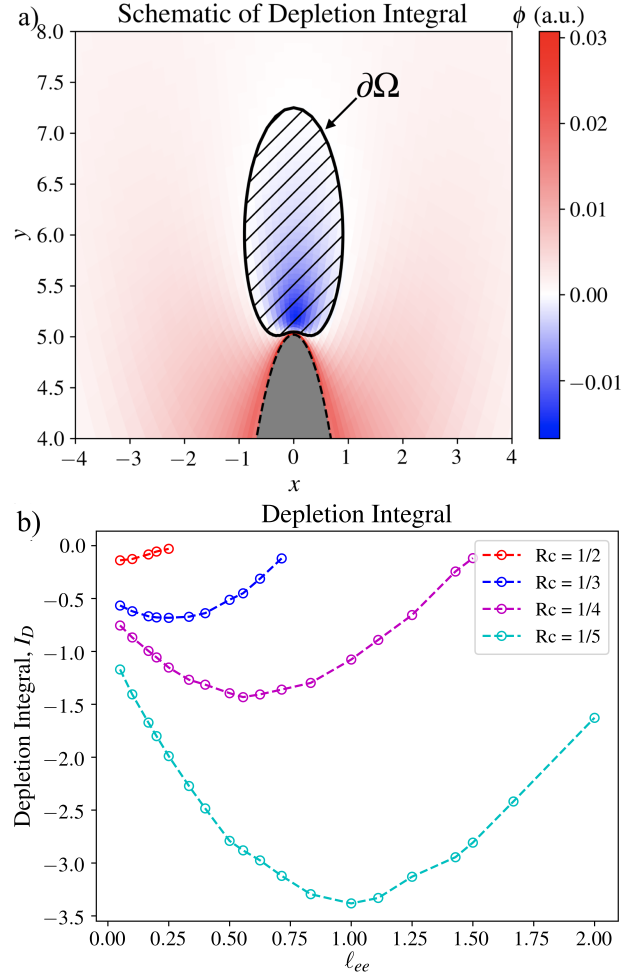 a)
Schematic of Depletion Integral
ϕ (a.u.)
∂Ω
8.0
7.5
7.0
6.5
6.0
5.5
5.0
4.5
4.0
y
−4 −3 −2 −1 0 1 2 3 4
x
0.03
0.02
0.01
0.00
−0.01
b)
Depletion Integral
0.0
−0.5
−1.0
−1.5
−2.0
−2.5
−3.0
−3.5
Depletion Integral, I_D
Rc = 1/2
Rc = 1/3
Rc = 1/4
Rc = 1/5
0.00 0.25 0.50 0.75 1.00 1.25 1.50 1.75 2.00
ℓ_ee